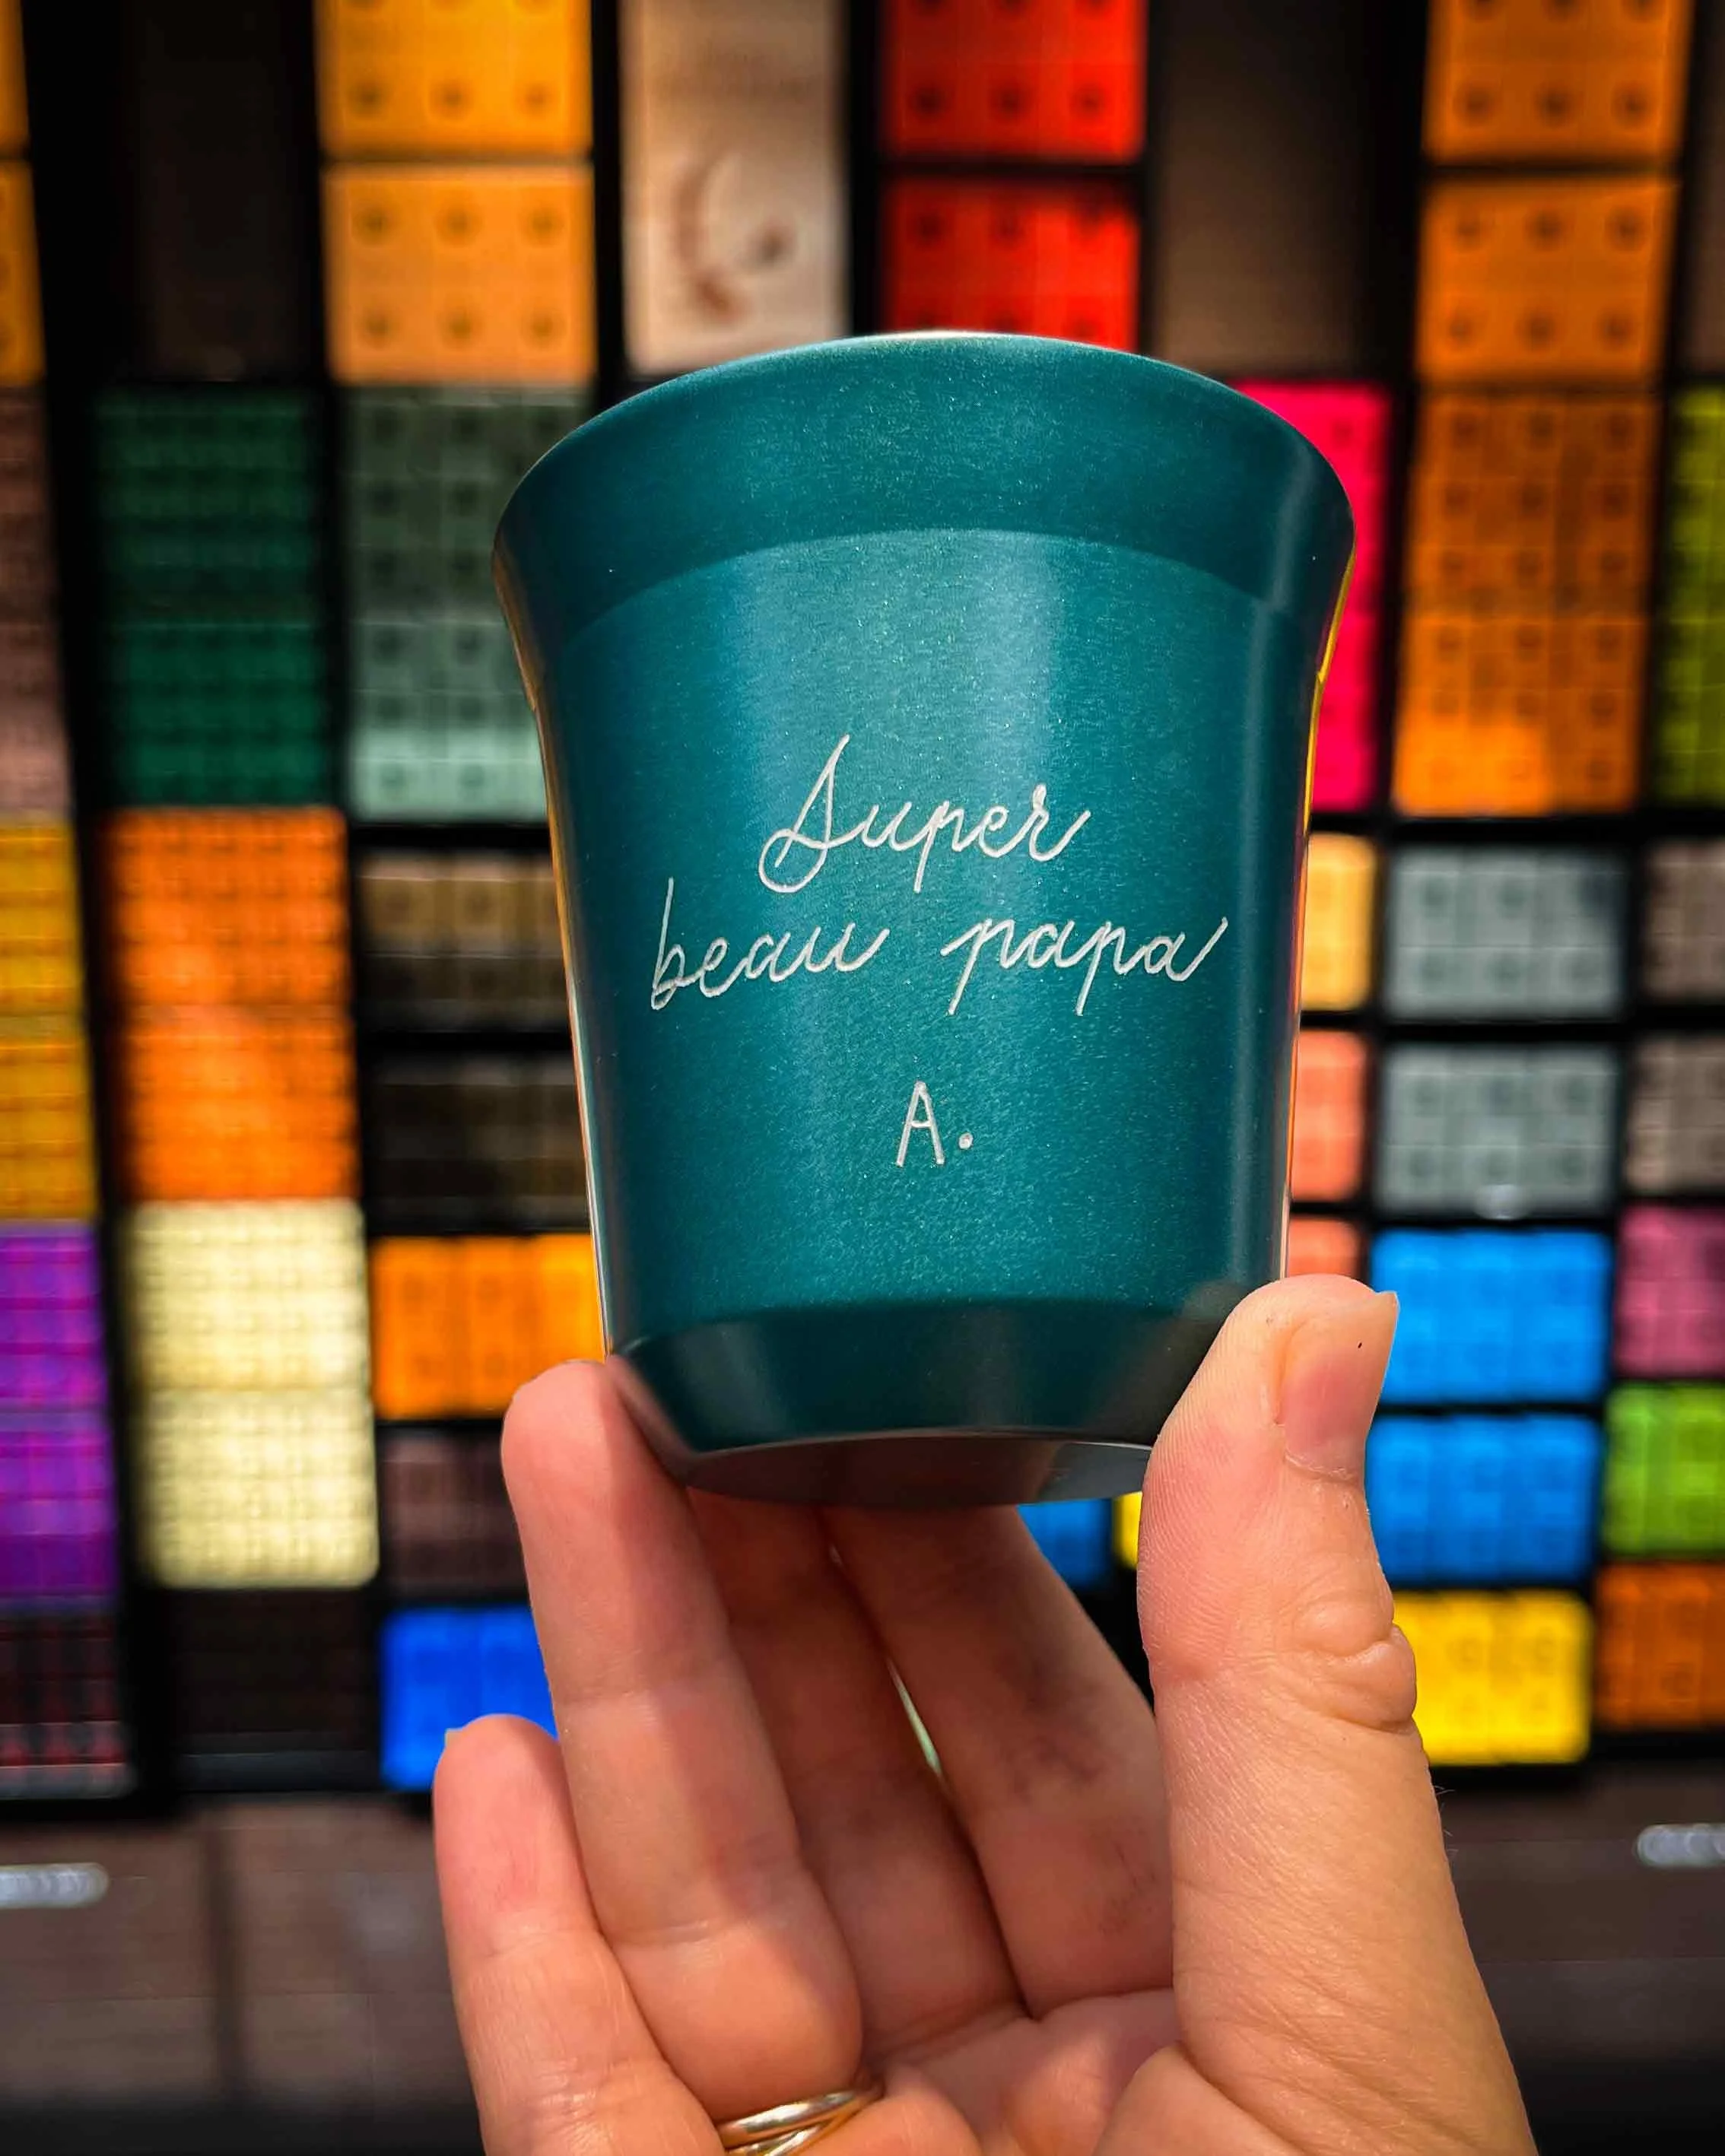 Super
beau papa
A.